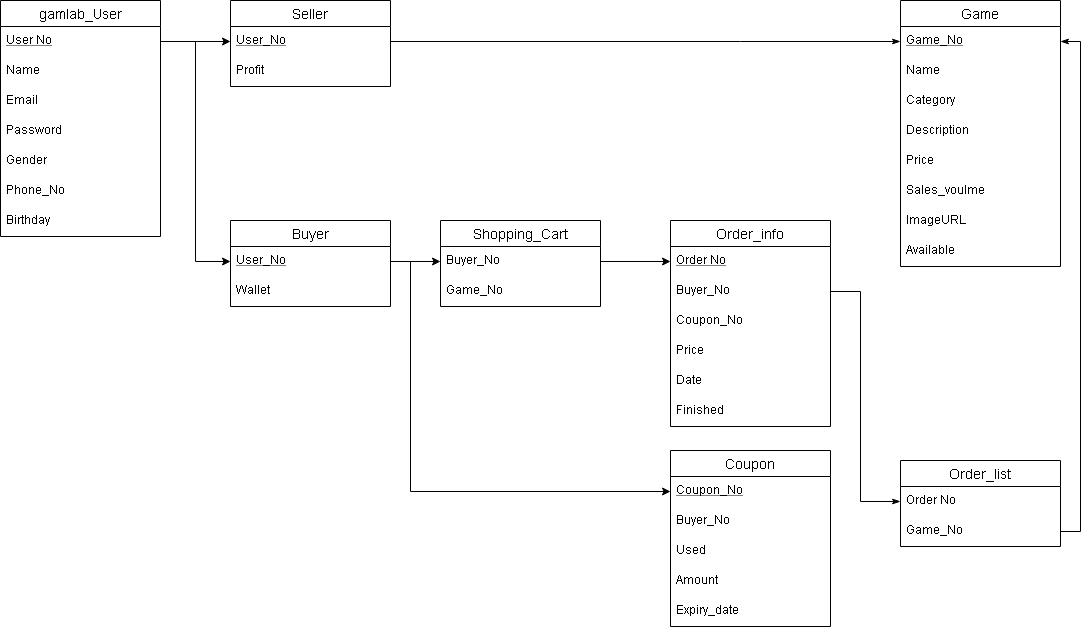 gamlab_User
User No
Name
Email
Password
Gender
Phone_No
Birthday
Seller
User_No
Profit
Game
Game_No
Name
Category
Description
Price
Sales_voulme
ImageURL
Available
Buyer
User_No
Wallet
Shopping_Cart
Buyer_No
Game_No
Order_info
Order No
Buyer_No
Coupon_No
Price
Date
Finished
Coupon
Coupon_No
Buyer_No
Used
Amount
Expiry_date
Order_list
Order No
Game_No